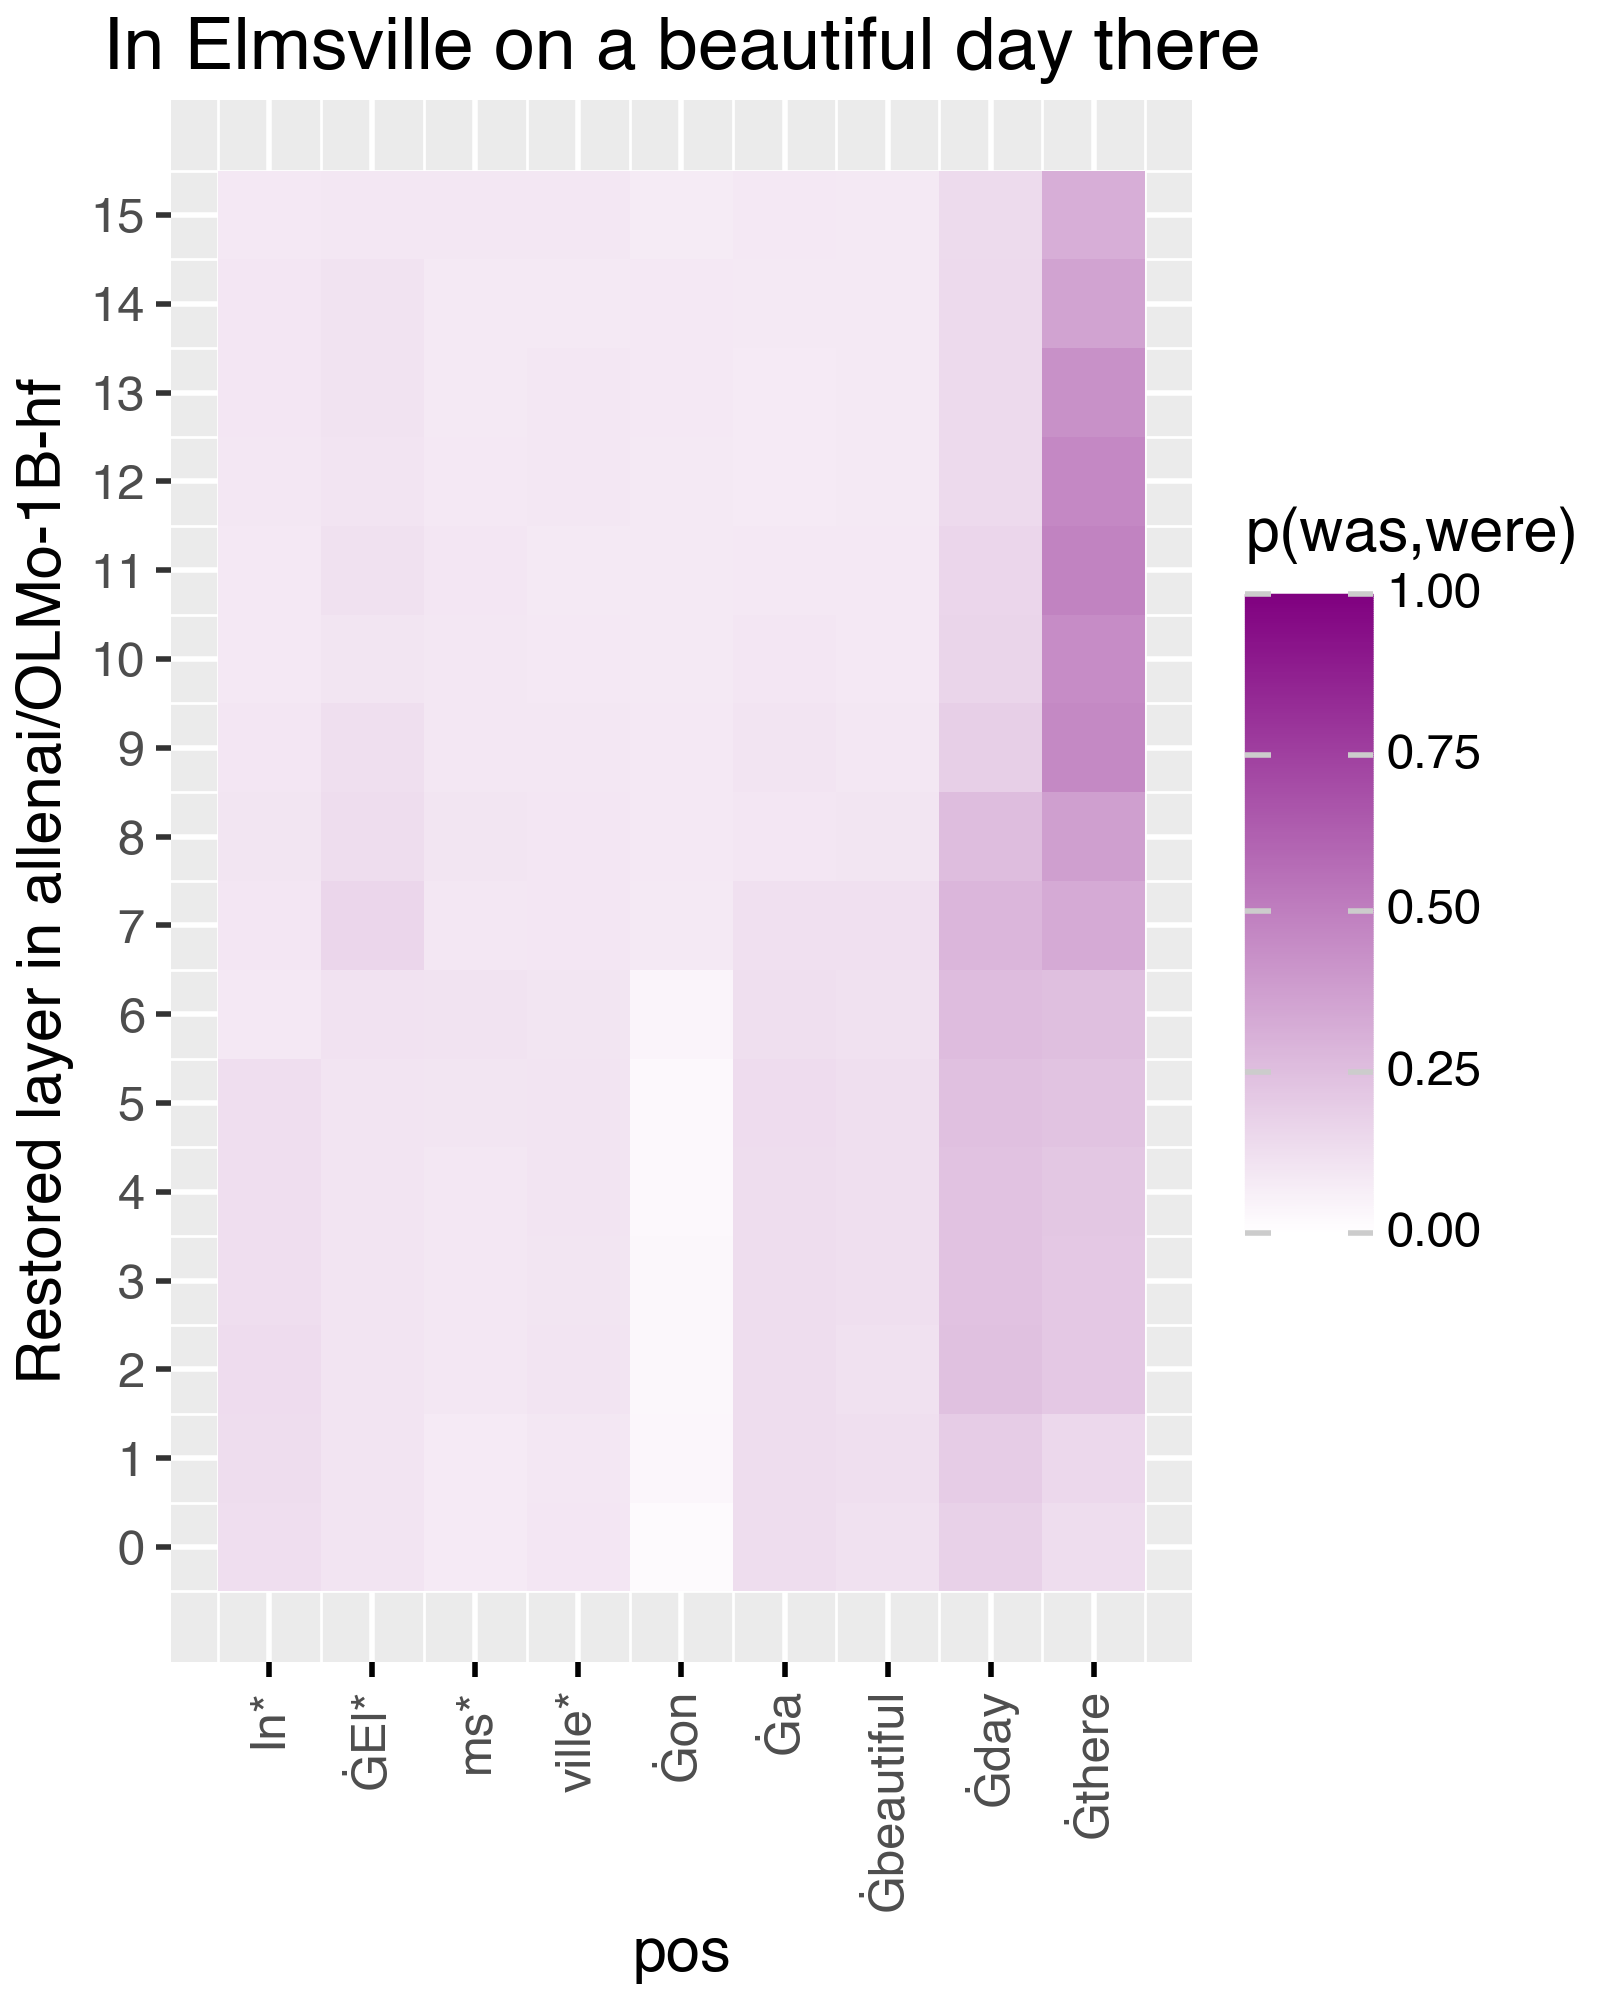 In Elmsville on a beautiful day there
Restored layer in allenai/OLMo-1B-hf
15
14
13
12
11
10
9
8
7
6
5
4
3
2
1
0
In*
ĠEl*
ms*
ville*
Ġon
Ġa
Ġbeautiful
Ġday
Ġthere
pos
p(was,were)
1.00
0.75
0.50
0.25
0.00